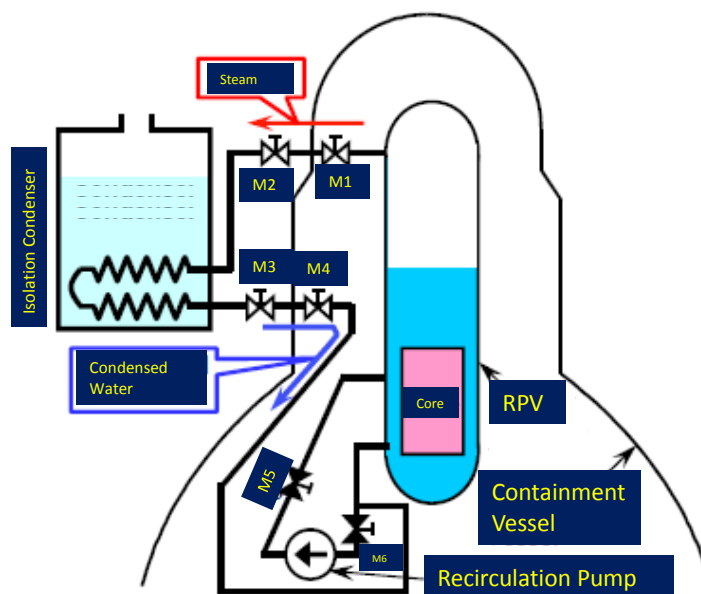 Steam
M2
M1
Isolation Condenser
M3
M4
Condensed
Water
Core
RPV
M5
Containment
Vessel
M6
Recirculation Pump